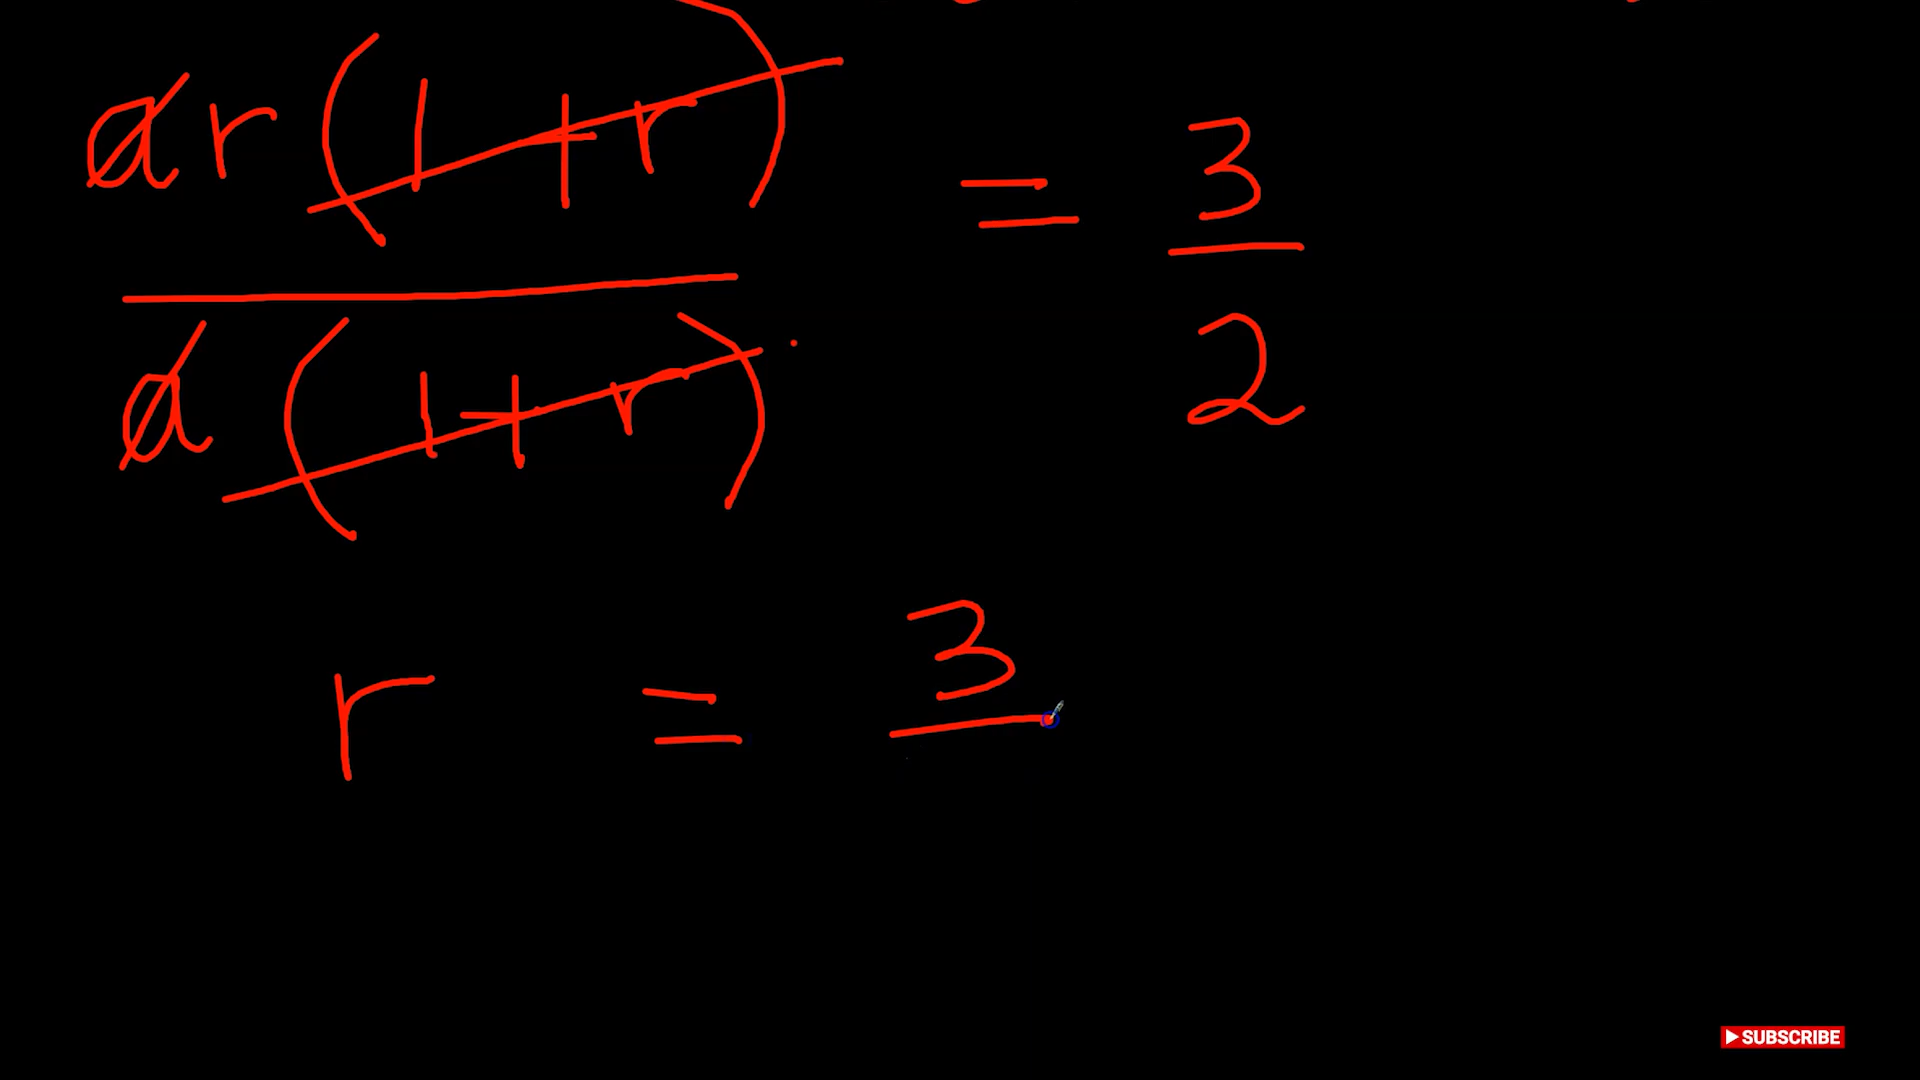 ar(1+r)
= 3
a(1+r)
2
r = 3
SUBSCRIBE